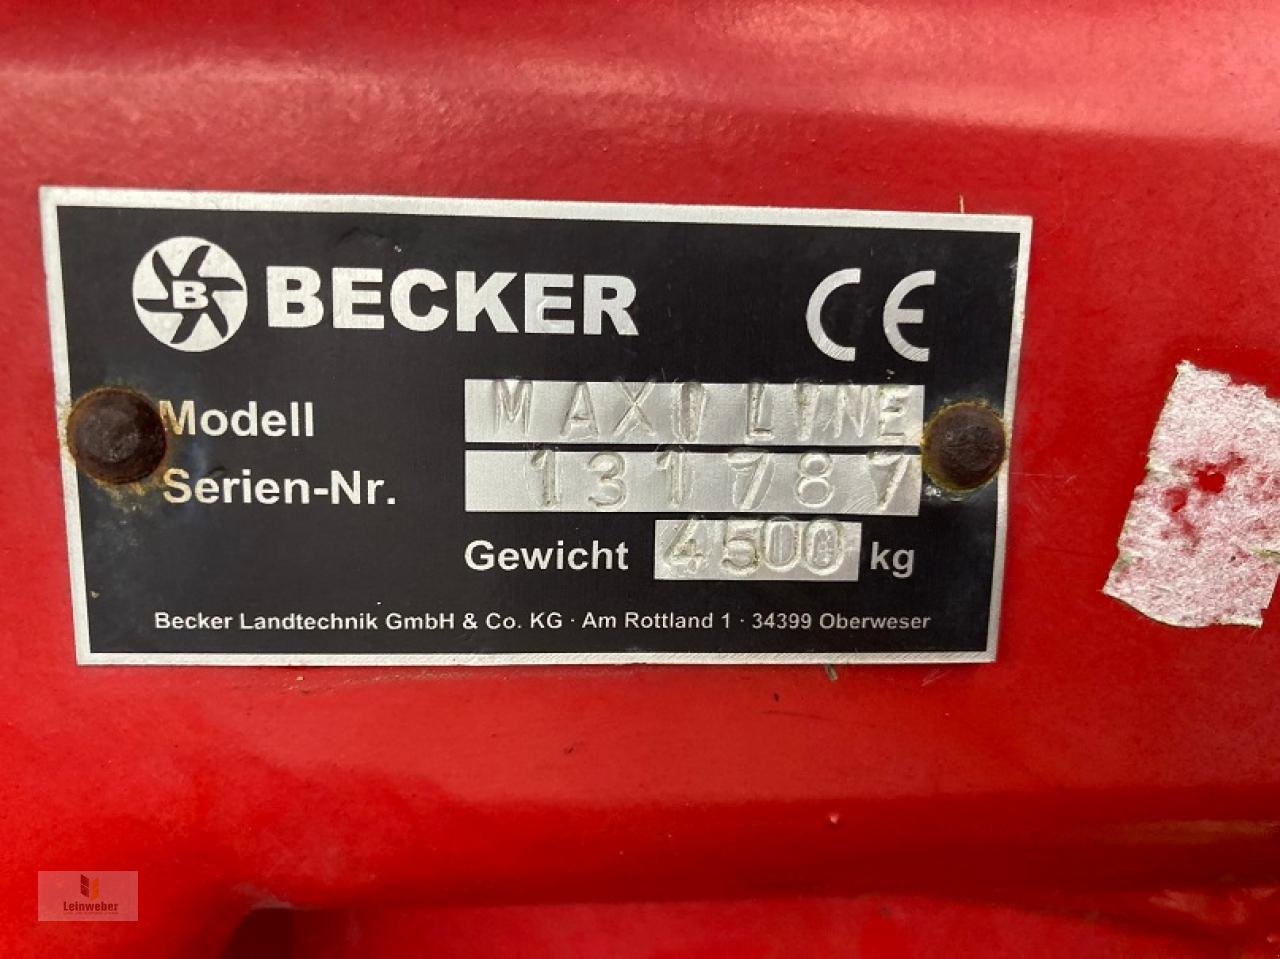 B BECKER CE
Modell MAXI LINE
Serien-Nr. 131787
Gewicht 4500 kg
Becker Landtechnik GmbH & Co. KG · Am Rottland 1 · 34399 Oberweser
Leinweber